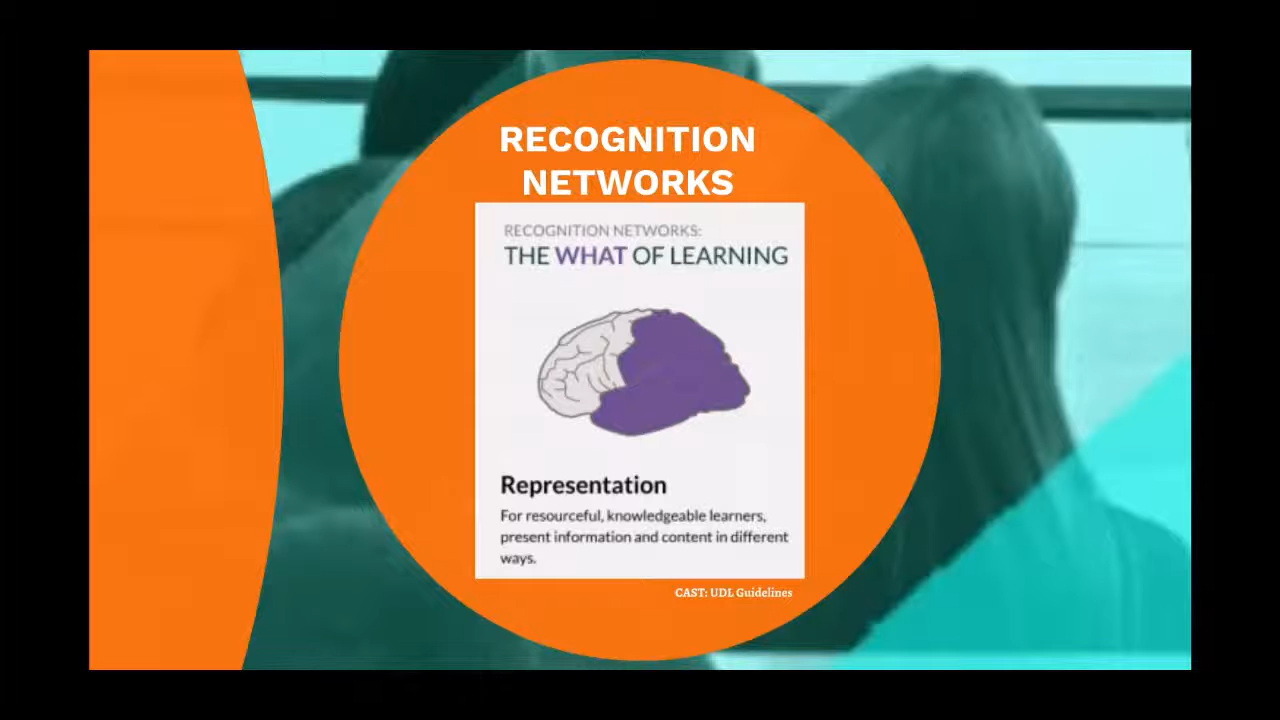 RECOGNITION
NETWORKS
RECOGNITION NETWORKS:
THE WHAT OF LEARNING
Representation
For resourceful, knowledgeable learners,
present information and content in different
ways.
CAST: UDL Guidelines